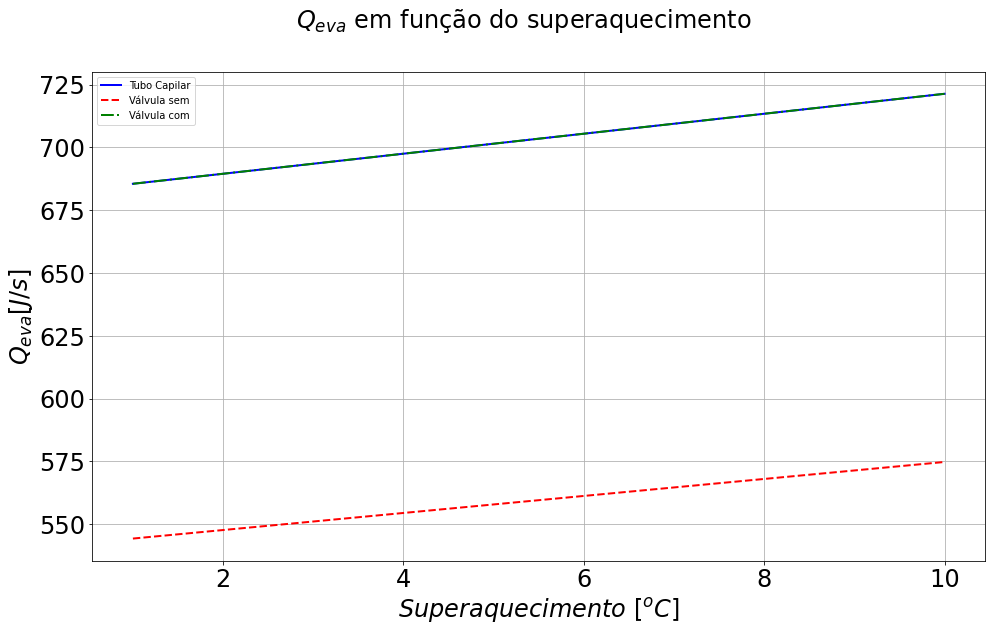 Q_eva em função do superaquecimento
Tubo Capilar
Válvula sem
Válvula com
725
700
675
650
625
600
575
550
Q_eva[J/s]
2 4 6 8 10
Superaquecimento [°C]